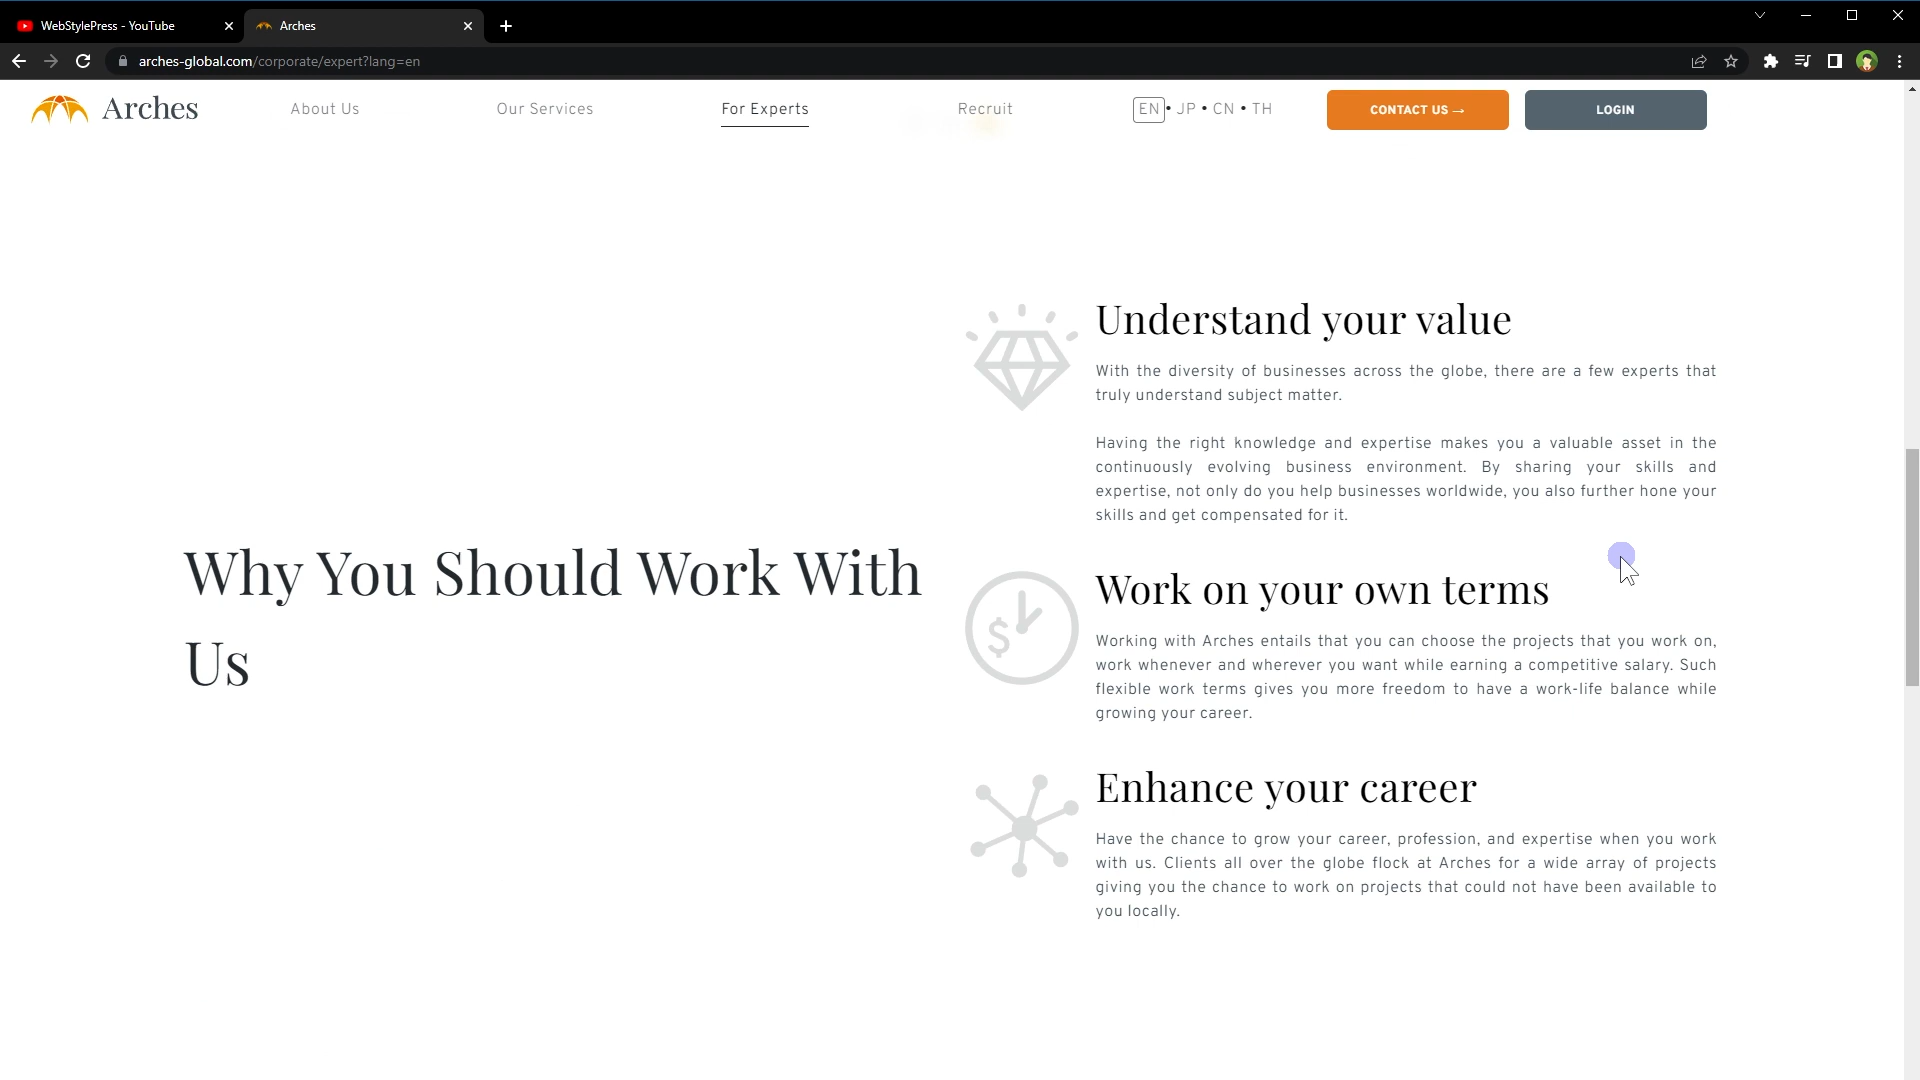 WebStylePress - YouTube
Arches
arches-global.com/corporate/expert?lang=en
Arches
About Us
Our Services
For Experts
Recruit
EN • JP • CN • TH
CONTACT US →
LOGIN
Why You Should Work With
Us
Understand your value
With the diversity of businesses across the globe, there are a few experts that
truly understand subject matter.
Having the right knowledge and expertise makes you a valuable asset in the
continuously evolving business environment. By sharing your skills and
expertise, not only do you help businesses worldwide, you also further hone your
skills and get compensated for it.
$
Work on your own terms
Working with Arches entails that you can choose the projects that you work on,
work whenever and wherever you want while earning a competitive salary. Such
flexible work terms gives you more freedom to have a work-life balance while
growing your career.
Enhance your career
Have the chance to grow your career, profession, and expertise when you work
with us. Clients all over the globe flock at Arches for a wide array of projects
giving you the chance to work on projects that could not have been available to
you locally.